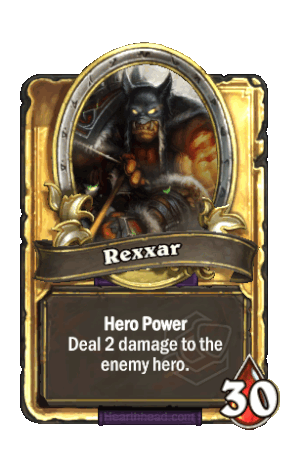 Rexxar
Hero Power
Deal 2 damage to the
enemy hero.
30
Hearthhead.com